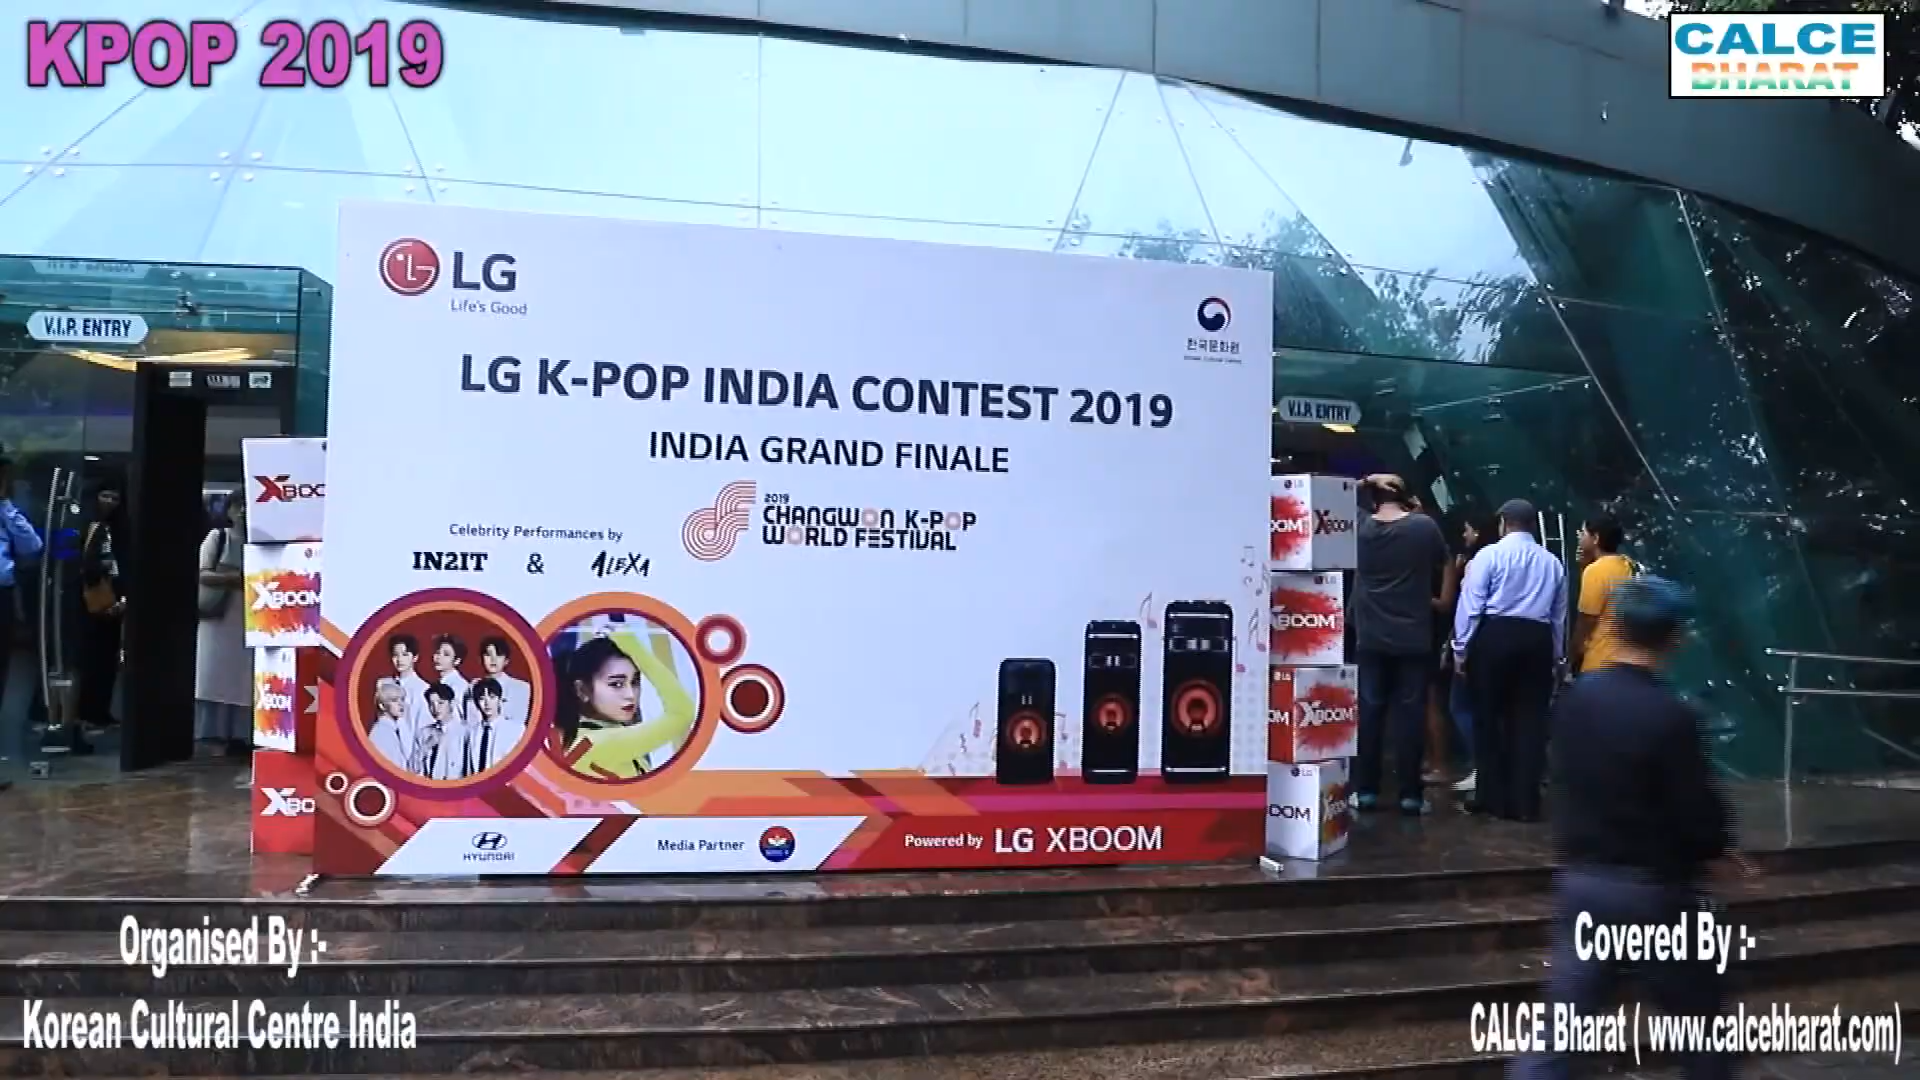 KPOP 2019
CALCE
BHARAT
LG
Life's Good
한국문화원
V.I.P. ENTRY
LG K-POP INDIA CONTEST 2019
INDIA GRAND FINALE
V.I.P. ENTRY
2019
CHANGWON K-POP
WORLD FESTIVAL
Celebrity Performances by
IN2IT & ALEXA
XBOOM
XBOOM
XBOOM
XBOOM
HYUNDAI
Media Partner
Powered by LG XBOOM
Organised By :-
Korean Cultural Centre India
Covered By :-
CALCE Bharat ( www.calcebharat.com)